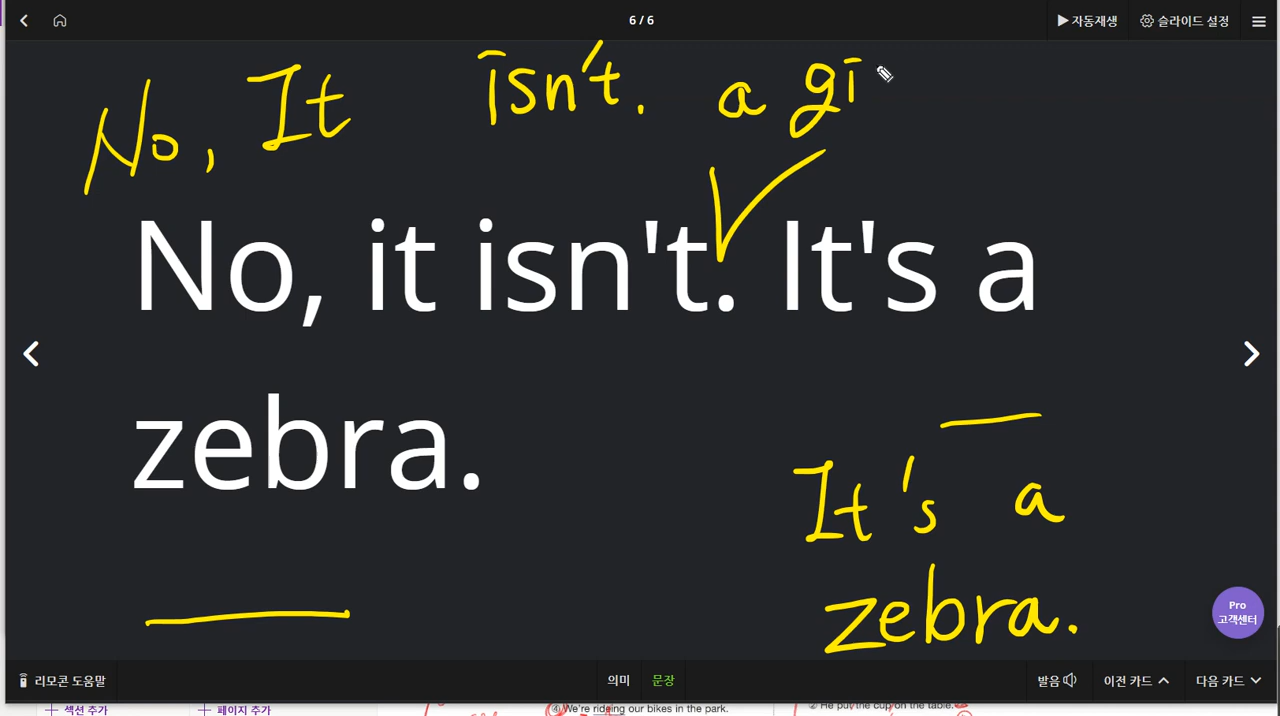 6 / 6
자동재생
슬라이드 설정
No, It isn't. a gi
No, it isn't. It's a
zebra.
It's a
zebra.
Pro
고객센터
리모콘 도움말
의미
문장
발음
이전 카드
다음 카드
섹션 추가
페이지 추가
④ We're riding our bikes in the park.
② He put the cup on the table.